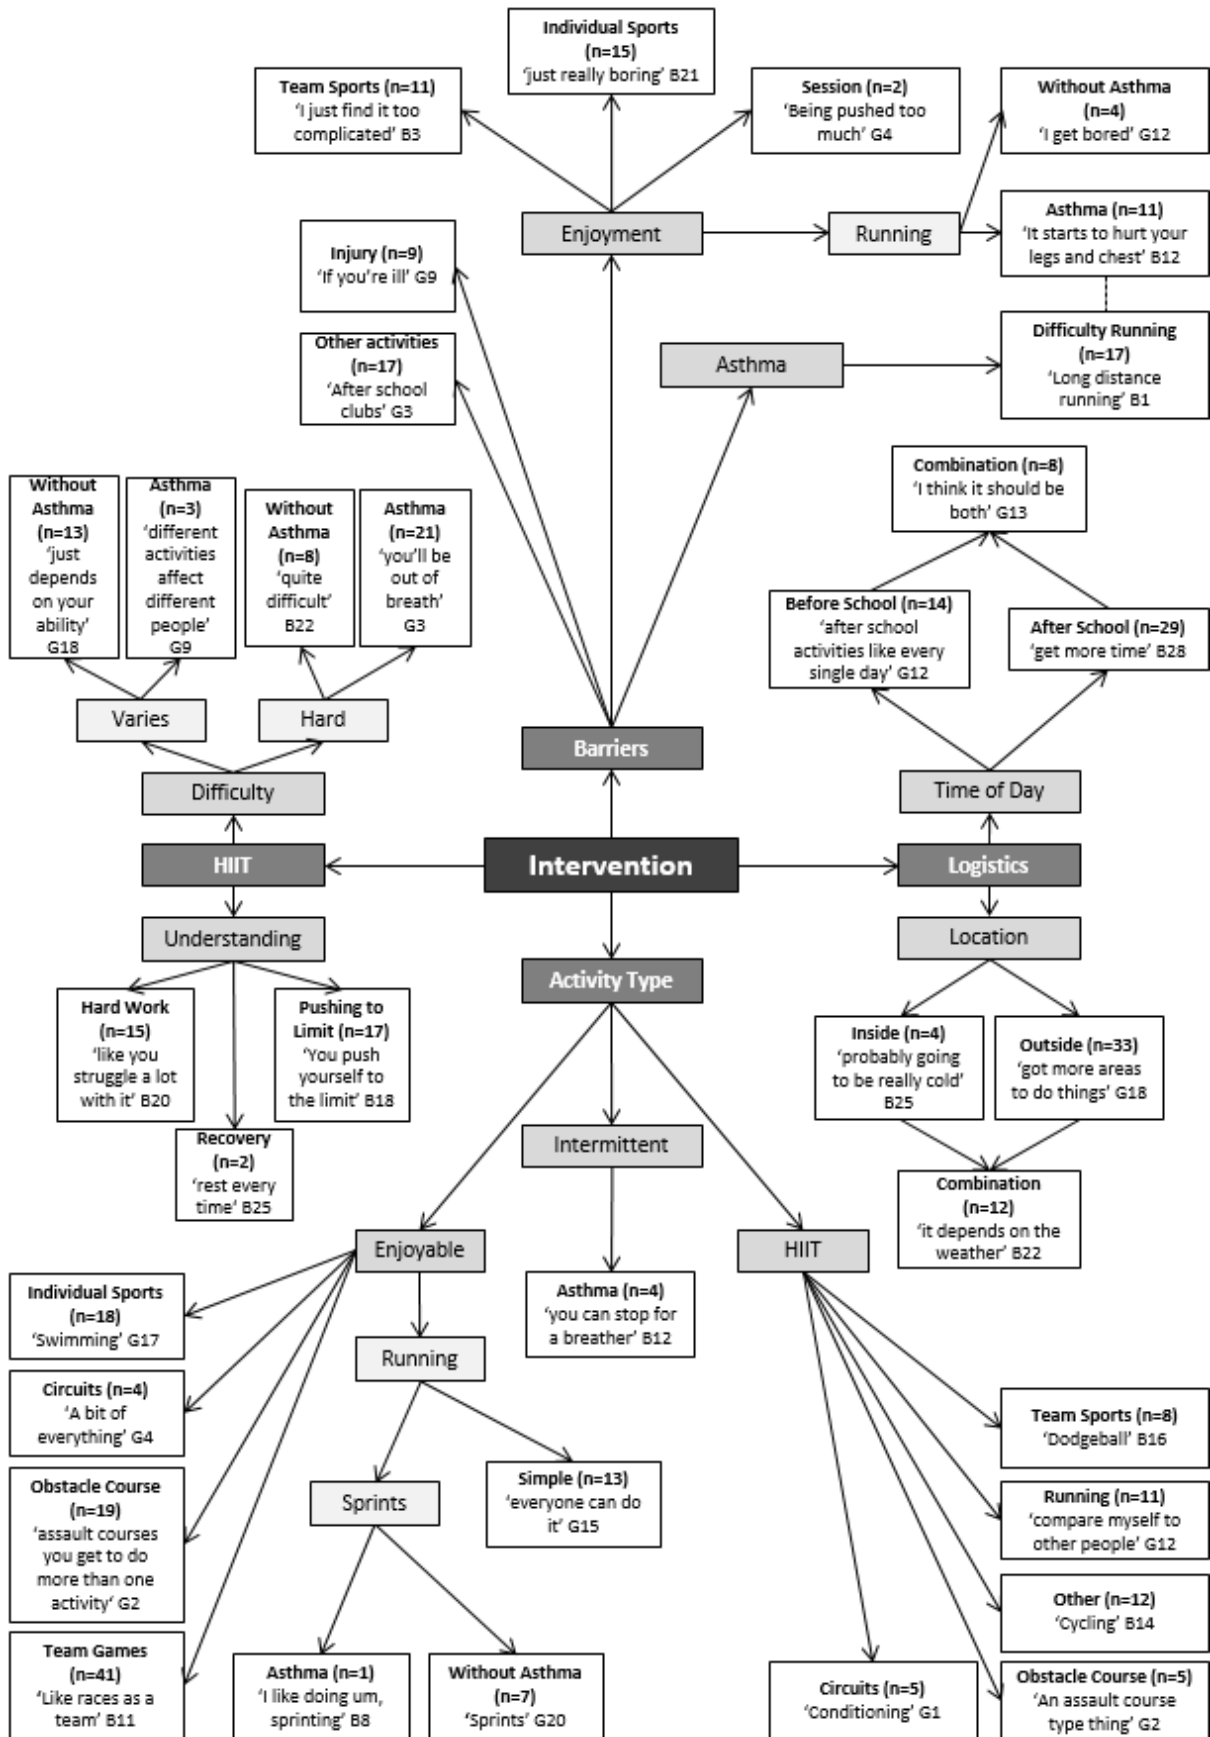 Individual Sports
(n=15)
'just really boring' B21
Team Sports (n=11)
'I just find it too
complicated' B3
Session (n=2)
'Being pushed too
much' G4
Without Asthma
(n=4)
'I get bored' G12
Enjoyment
Running
Asthma (n=11)
'It starts to hurt your
legs and chest' B12
Injury (n=9)
'If you're ill' G9
Other activities
(n=17)
'After school
clubs' G3
Asthma
Difficulty Running
(n=17)
'Long distance
running' B1
Combination (n=8)
'I think it should be
both' G13
Without
Asthma
(n=13)
'just
depends
on your
ability'
G18
Asthma
(n=3)
'different
activities
affect
different
people'
G9
Without
Asthma
(n=8)
'quite
difficult'
B22
Asthma
(n=21)
'you'll be
out of
breath'
G3
Before School (n=14)
'after school
activities like every
single day' G12
After School (n=29)
'get more time' B28
Varies
Hard
Barriers
Difficulty
Time of Day
HIIT
Intervention
Logistics
Understanding
Location
Activity Type
Hard Work
(n=15)
'like you
struggle a lot
with it' B20
Pushing to
Limit (n=17)
'You push
yourself to
the limit' B18
Recovery
(n=2)
'rest every
time' B25
Inside (n=4)
'probably going
to be really cold'
B25
Outside (n=33)
'got more areas
to do things' G18
Combination
(n=12)
'it depends on the
weather' B22
Intermittent
Enjoyable
HIIT
Asthma (n=4)
'you can stop for
a breather' B12
Individual Sports
(n=18)
'Swimming' G17
Running
Circuits (n=4)
'A bit of
everything' G4
Obstacle Course
(n=19)
'assault courses
you get to do
more than one
activity' G2
Team Games
(n=41)
'Like races as a
team' B11
Sprints
Simple (n=13)
'everyone can do
it' G15
Asthma (n=1)
'I like doing um,
sprinting' B8
Without Asthma
(n=7)
'Sprints' G20
Team Sports (n=8)
'Dodgeball' B16
Running (n=11)
'compare myself to
other people' G12
Other (n=12)
'Cycling' B14
Circuits (n=5)
'Conditioning' G1
Obstacle Course (n=5)
'An assault course
type thing' G2